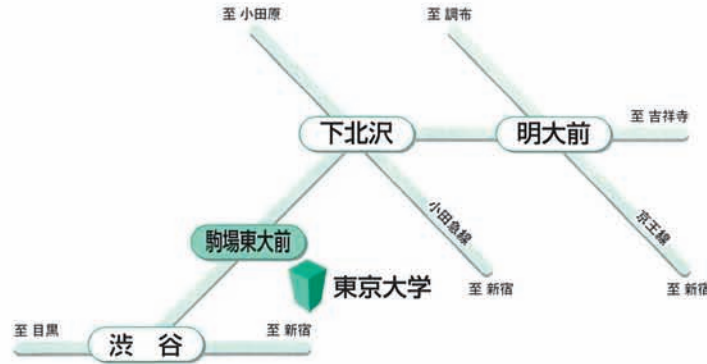 至 小田原
至 調布
下北沢
明大前
至 吉祥寺
小田急線
京王線
駒場東大前
東京大学
至 新宿
至 新宿
至 目黒
渋　谷
至 新宿